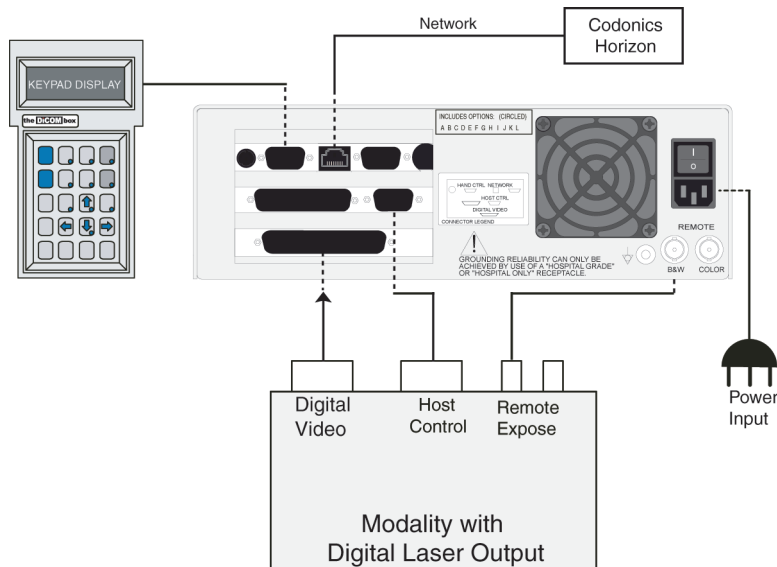 Network
Codonics
Horizon
KEYPAD DISPLAY
the DiCOM box
INCLUDES OPTIONS: (CIRCLED)
A B C D E F G H I J K L
I
O
HAND CTRL NETWORK
HOST CTRL
DIGITAL VIDEO
CONNECTOR LEGEND
!
GROUNDING RELIABILITY CAN ONLY BE
ACHIEVED BY USE OF A "HOSPITAL GRADE"
OR "HOSPITAL ONLY" RECEPTACLE.
REMOTE
B&W
COLOR
Power
Input
Digital
Video
Host
Control
Remote
Expose
Modality with
Digital Laser Output